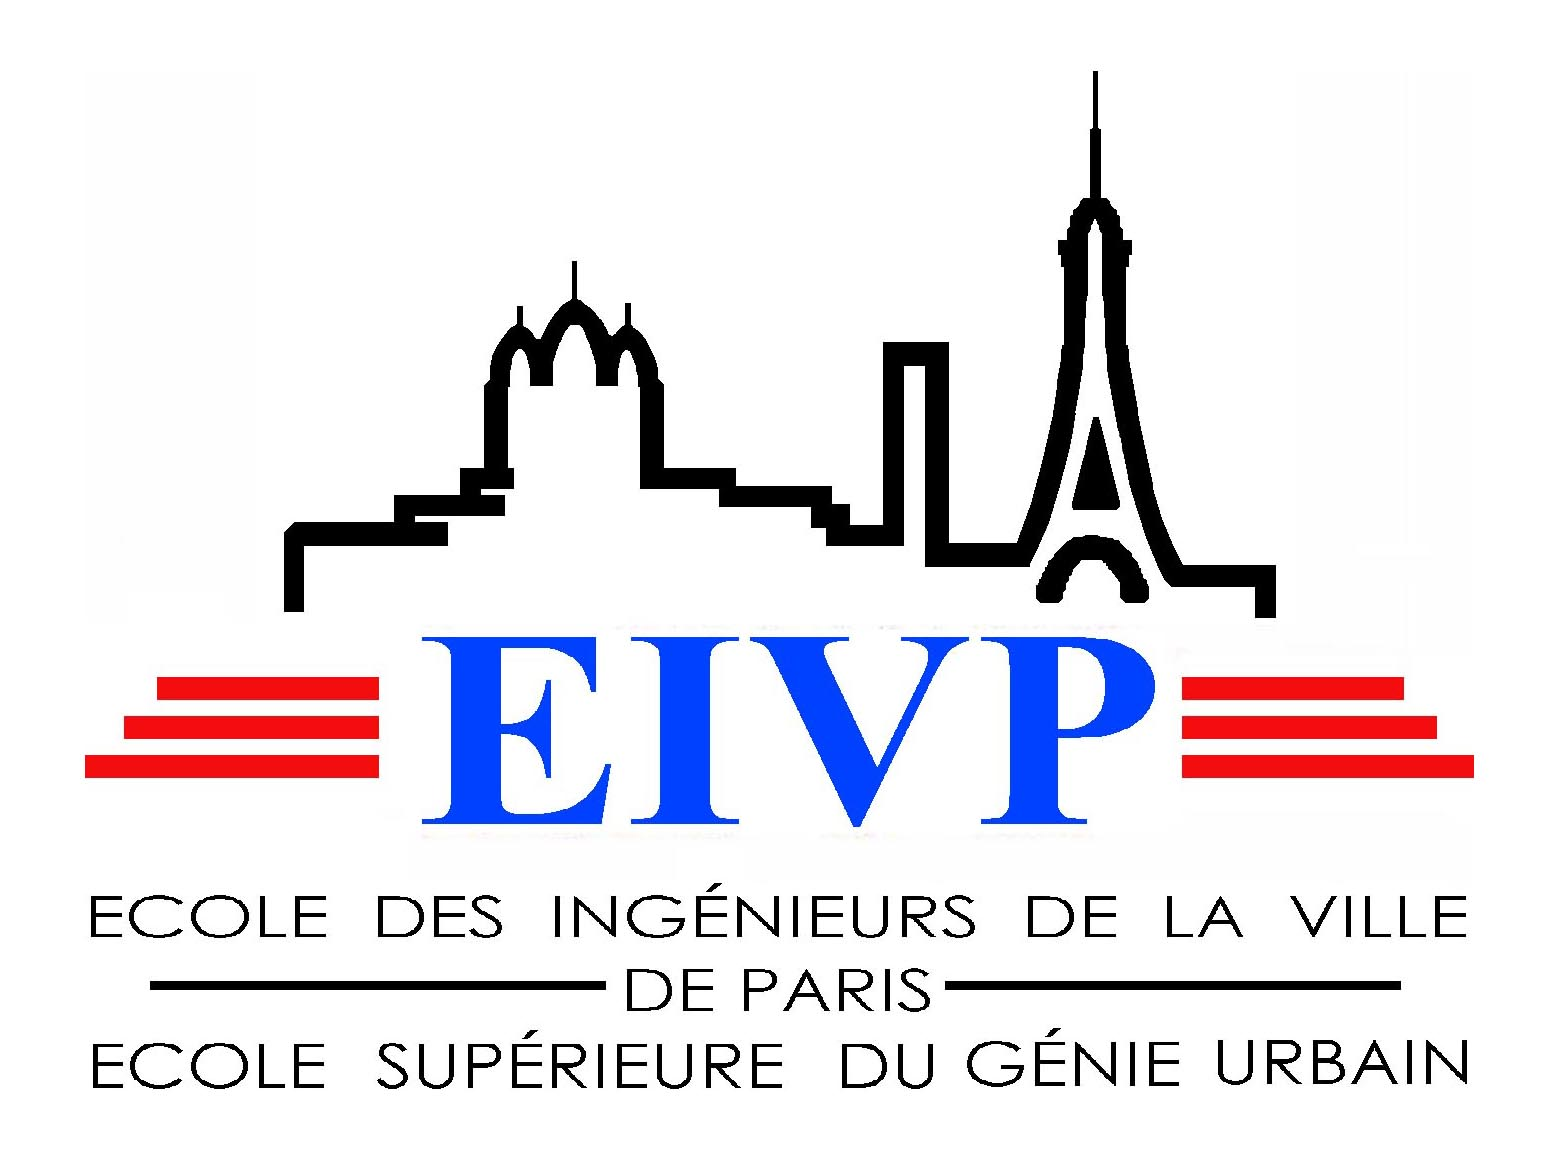 EIVP
ECOLE DES INGÉNIEURS DE LA VILLE
DE PARIS
ECOLE SUPÉRIEURE DU GÉNIE URBAIN